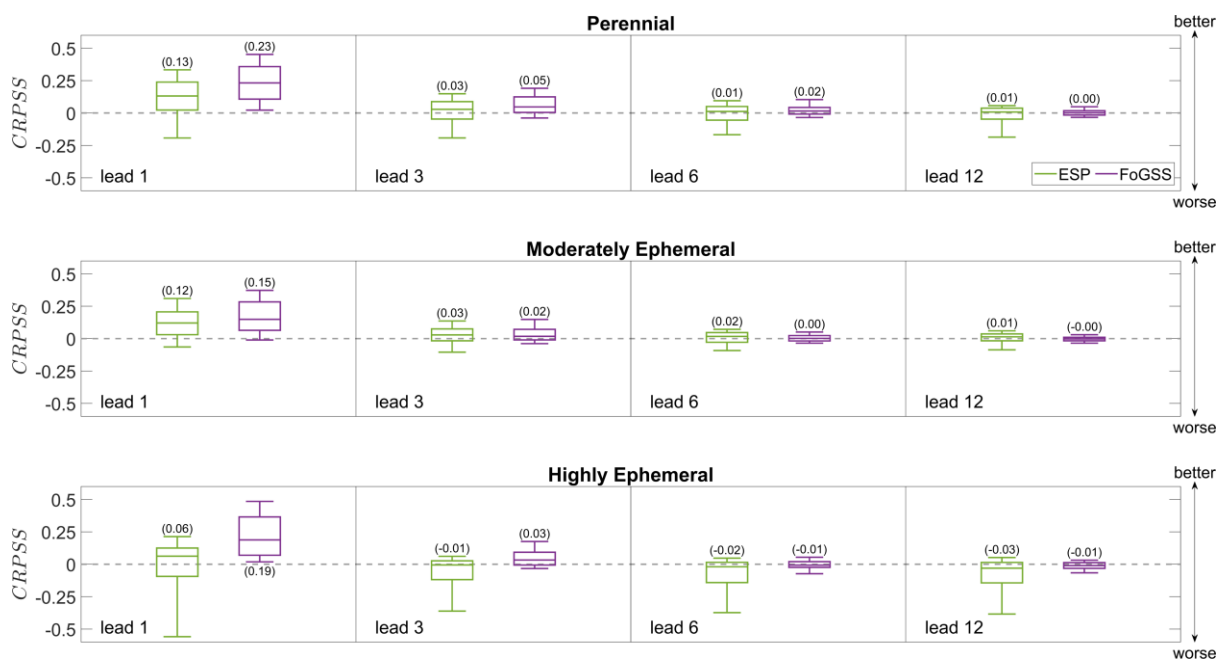 Perennial
better
0.5
0.25
0
-0.25
-0.5
CRPSS
(0.13)
(0.23)
(0.03)
(0.05)
(0.01)
(0.02)
(0.01)
(0.00)
lead 1
lead 3
lead 6
lead 12
ESP
FoGSS
worse
Moderately Ephemeral
better
0.5
0.25
0
-0.25
-0.5
CRPSS
(0.12)
(0.15)
(0.03)
(0.02)
(0.02)
(0.00)
(0.01)
(-0.00)
lead 1
lead 3
lead 6
lead 12
worse
Highly Ephemeral
better
0.5
0.25
0
-0.25
-0.5
CRPSS
(0.06)
(0.19)
(-0.01)
(0.03)
(-0.02)
(-0.01)
(-0.03)
(-0.01)
lead 1
lead 3
lead 6
lead 12
worse